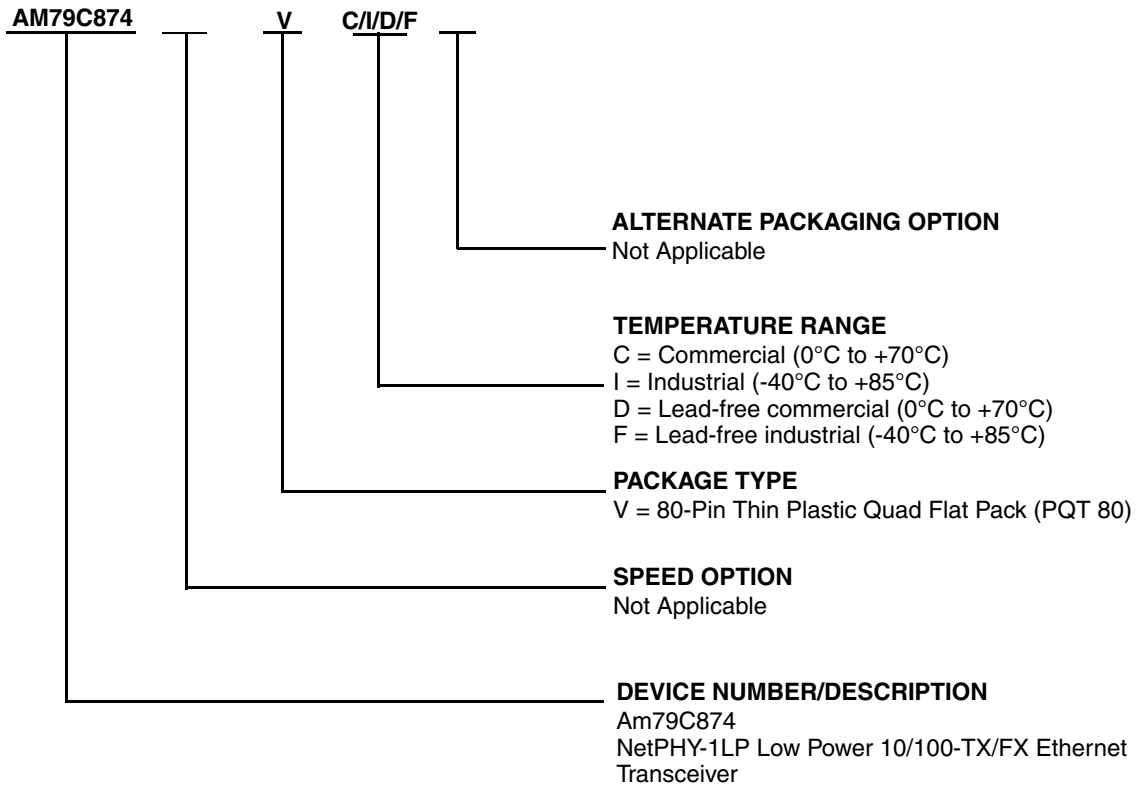 AM79C874 V C/I/D/F
ALTERNATE PACKAGING OPTION
Not Applicable
TEMPERATURE RANGE
C = Commercial (0°C to +70°C)
I = Industrial (-40°C to +85°C)
D = Lead-free commercial (0°C to +70°C)
F = Lead-free industrial (-40°C to +85°C)
PACKAGE TYPE
V = 80-Pin Thin Plastic Quad Flat Pack (PQT 80)
SPEED OPTION
Not Applicable
DEVICE NUMBER/DESCRIPTION
Am79C874
NetPHY-1LP Low Power 10/100-TX/FX Ethernet
Transceiver